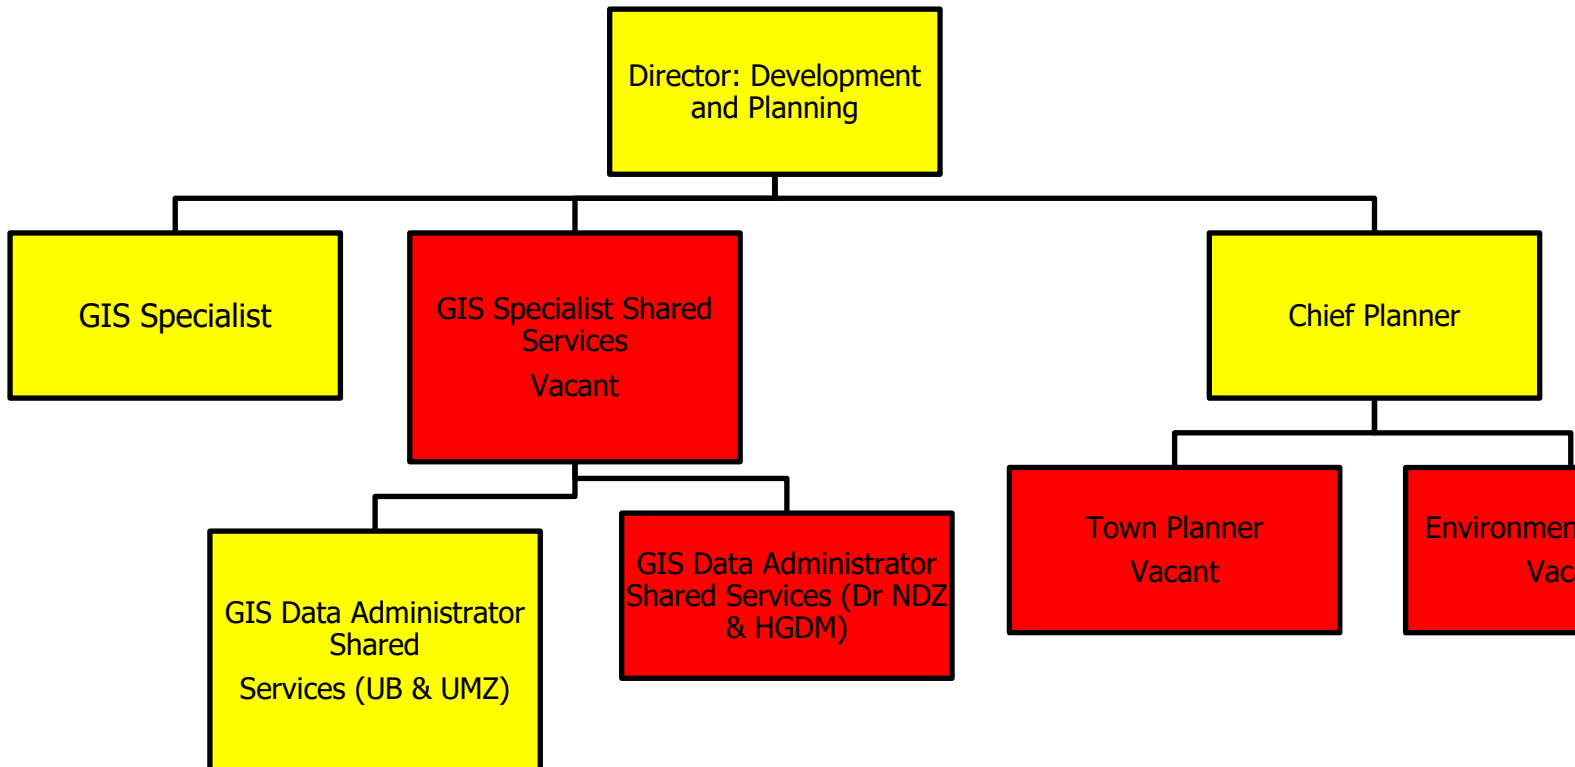 Director: Development
and Planning
GIS Specialist
GIS Specialist Shared
Services
Vacant
Chief Planner
GIS Data Administrator
Shared
Services (UB & UMZ)
GIS Data Administrator
Shared Services (Dr NDZ
& HGDM)
Town Planner
Vacant